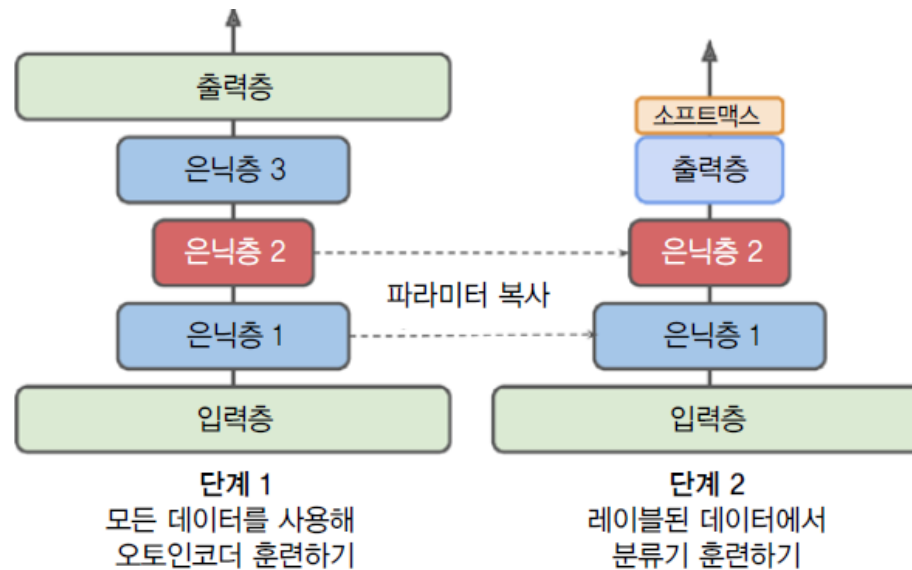 출력층
은닉층 3
은닉층 2
은닉층 1
입력층
단계 1
모든 데이터를 사용해
오토인코더 훈련하기
파라미터 복사
소프트맥스
출력층
은닉층 2
은닉층 1
입력층
단계 2
레이블된 데이터에서
분류기 훈련하기